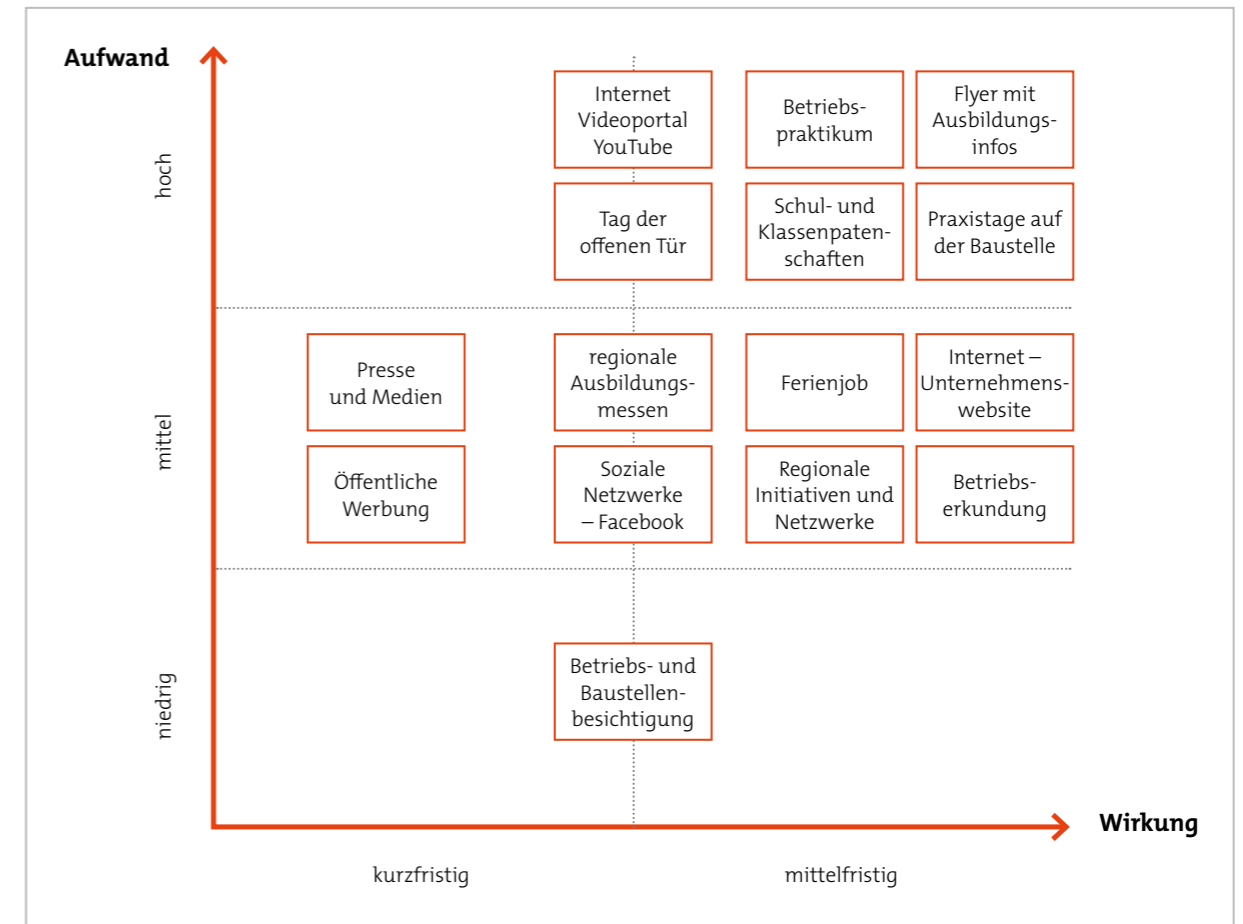 Aufwand
hoch
Internet
Videoportal
YouTube
Betriebs-
praktikum
Flyer mit
Ausbildungs-
infos
Tag der
offenen Tür
Schul- und
Klassenpaten-
schaften
Praxistage auf
der Baustelle
mittel
Presse
und Medien
regionale
Ausbildungs-
messen
Ferienjob
Internet –
Unternehmens-
website
Öffentliche
Werbung
Soziale
Netzwerke
– Facebook
Regionale
Initiativen und
Netzwerke
Betriebs-
erkundung
niedrig
Betriebs- und
Baustellen-
besichtigung
Wirkung
kurzfristig
mittelfristig